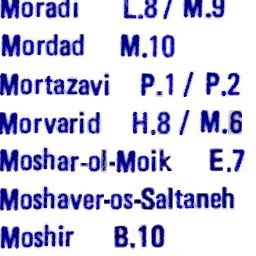 Moradi L.8 / M.9
Mordad M.10
Mortazavi P.1 / P.2
Morvarid H.8 / M.6
Moshar-ol-Moik E.7
Moshaver-os-Saltaneh
Moshir B.10